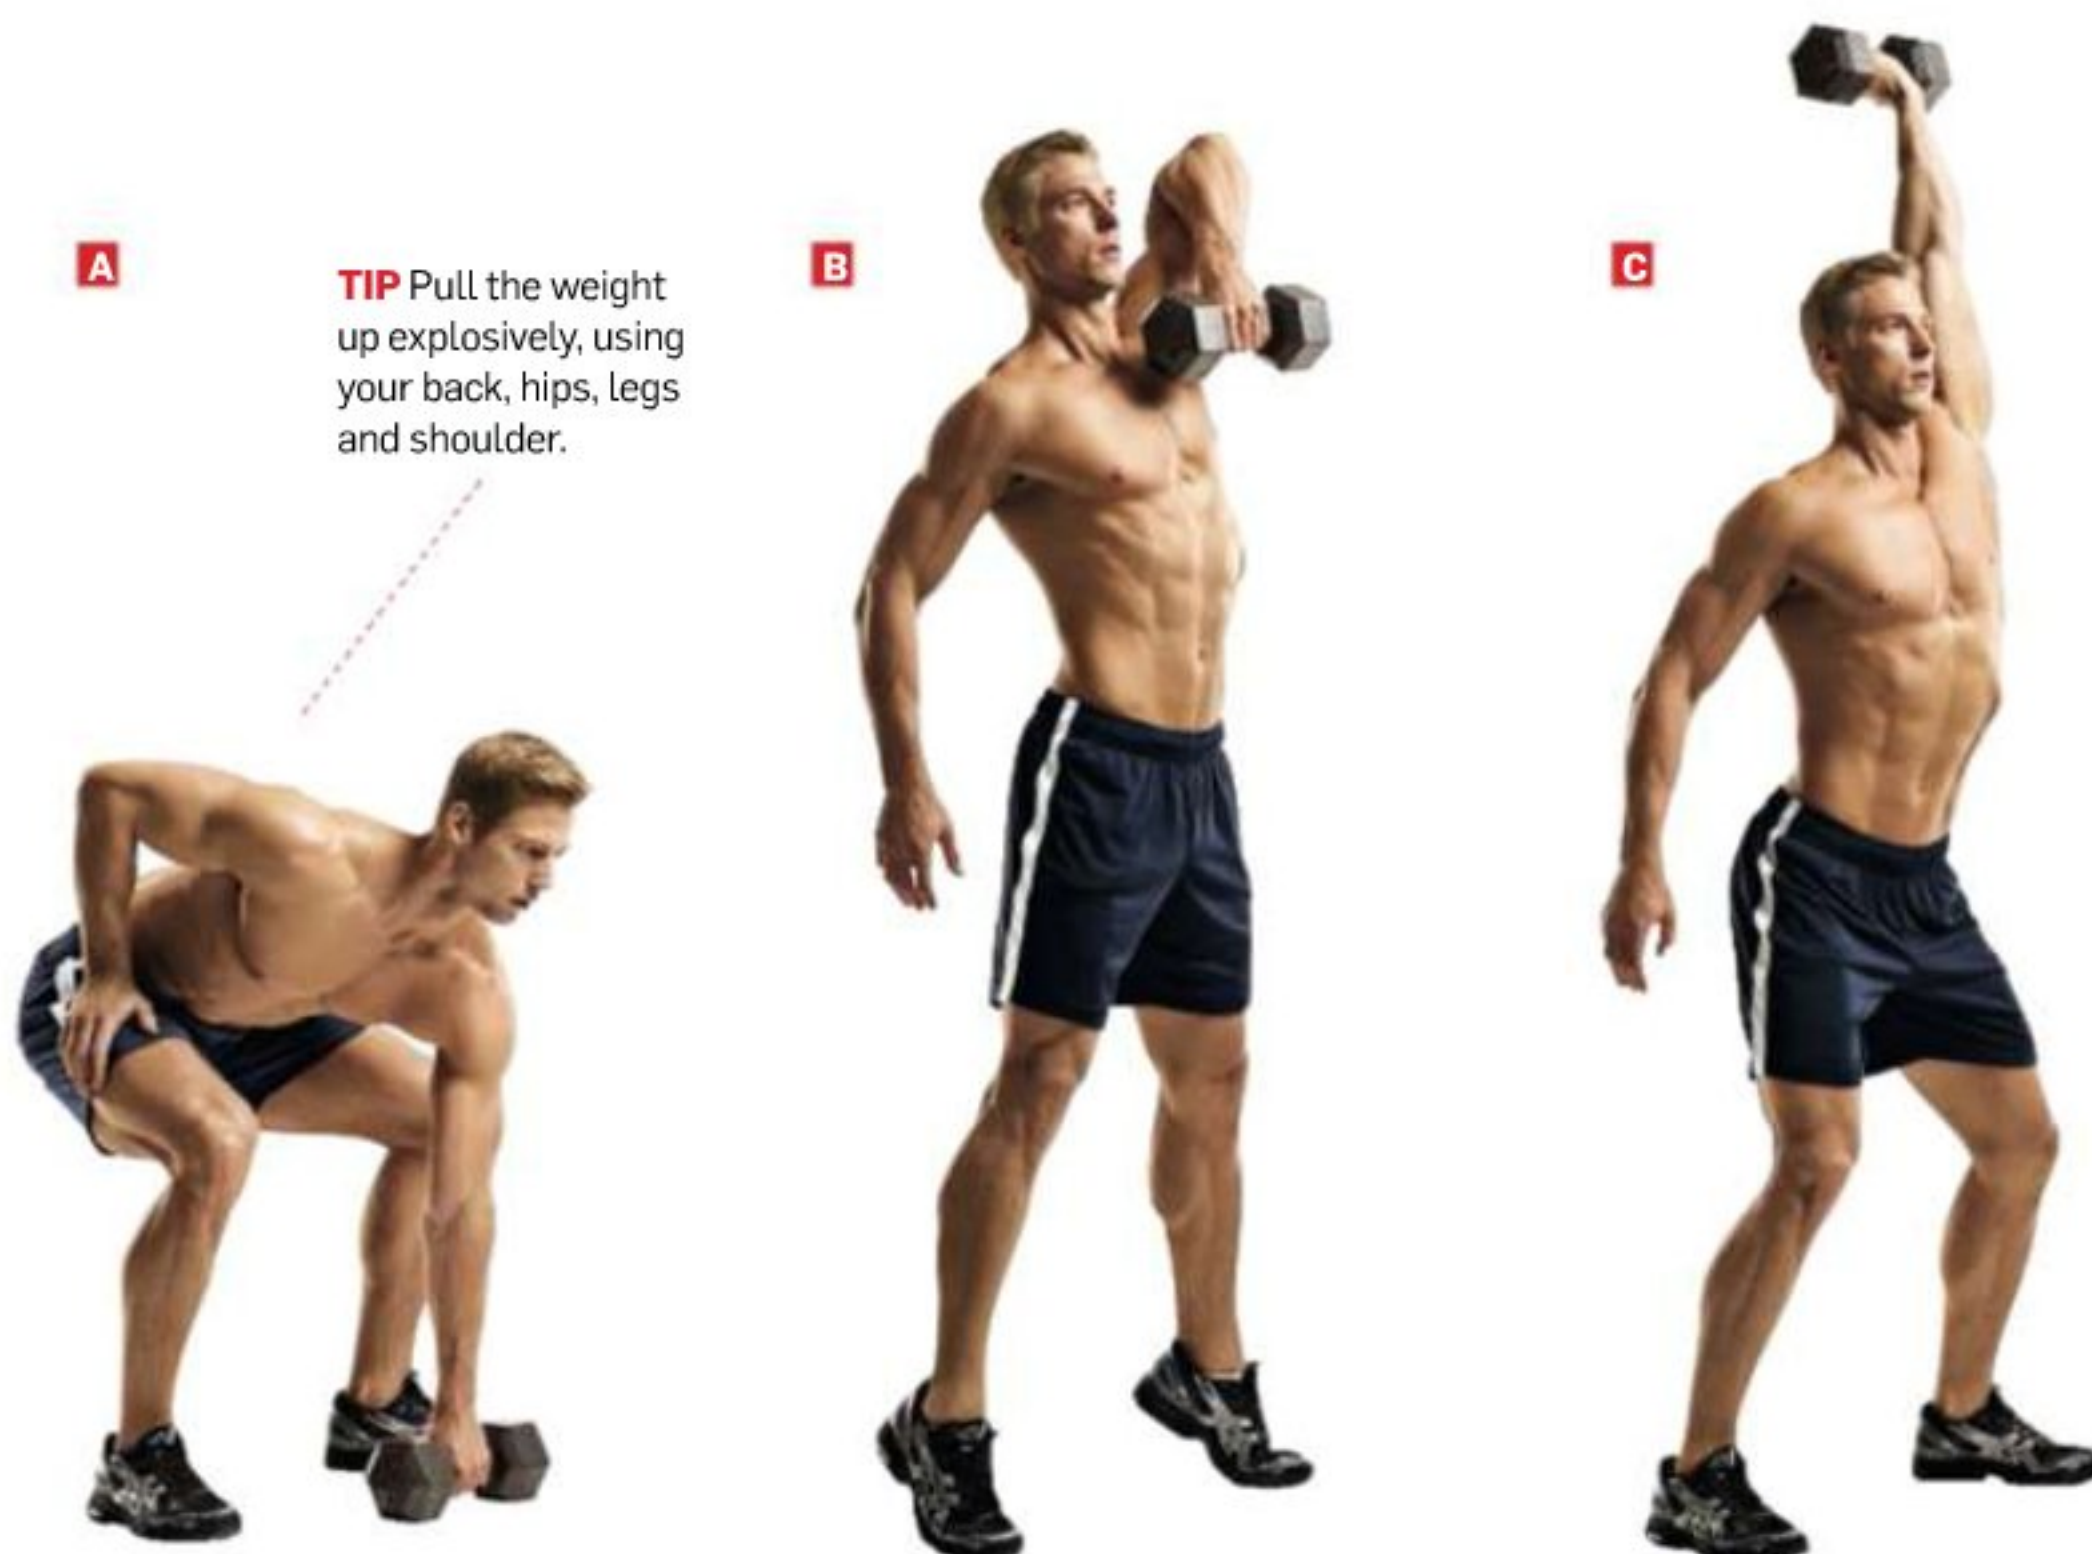 A
TIP Pull the weight
up explosively, using
your back, hips, legs
and shoulder.
B
C